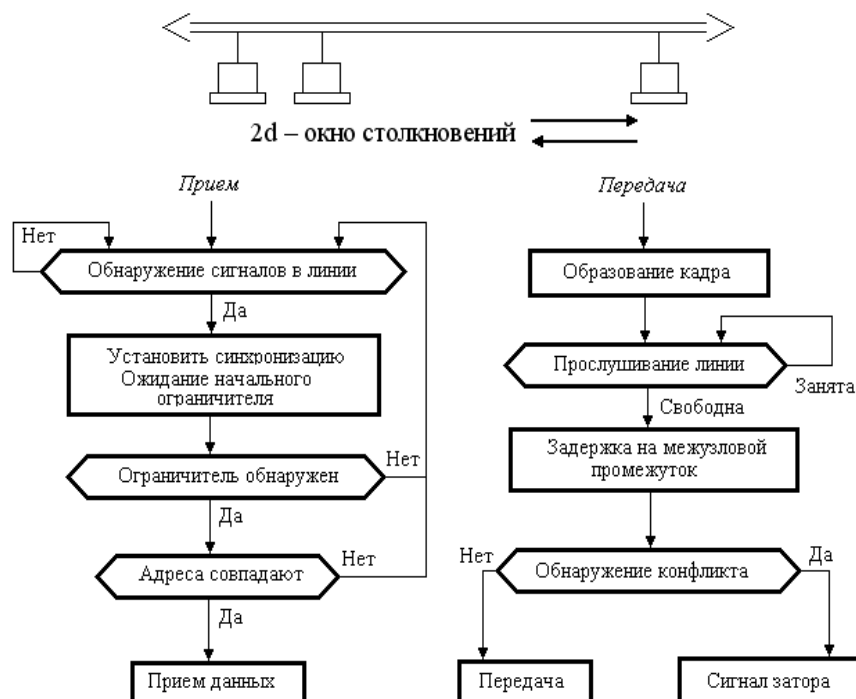 2d – окно столкновений
Прием
Нет
Обнаружение сигналов в линии
Да
Установить синхронизацию
Ожидание начального
ограничителя
Ограничитель обнаружен
Нет
Да
Адреса совпадают
Нет
Да
Прием данных
Передача
Образование кадра
Прослушивание линии
Занята
Свободна
Задержка на межузловой
промежуток
Нет
Обнаружение конфликта
Да
Передача
Сигнал затора